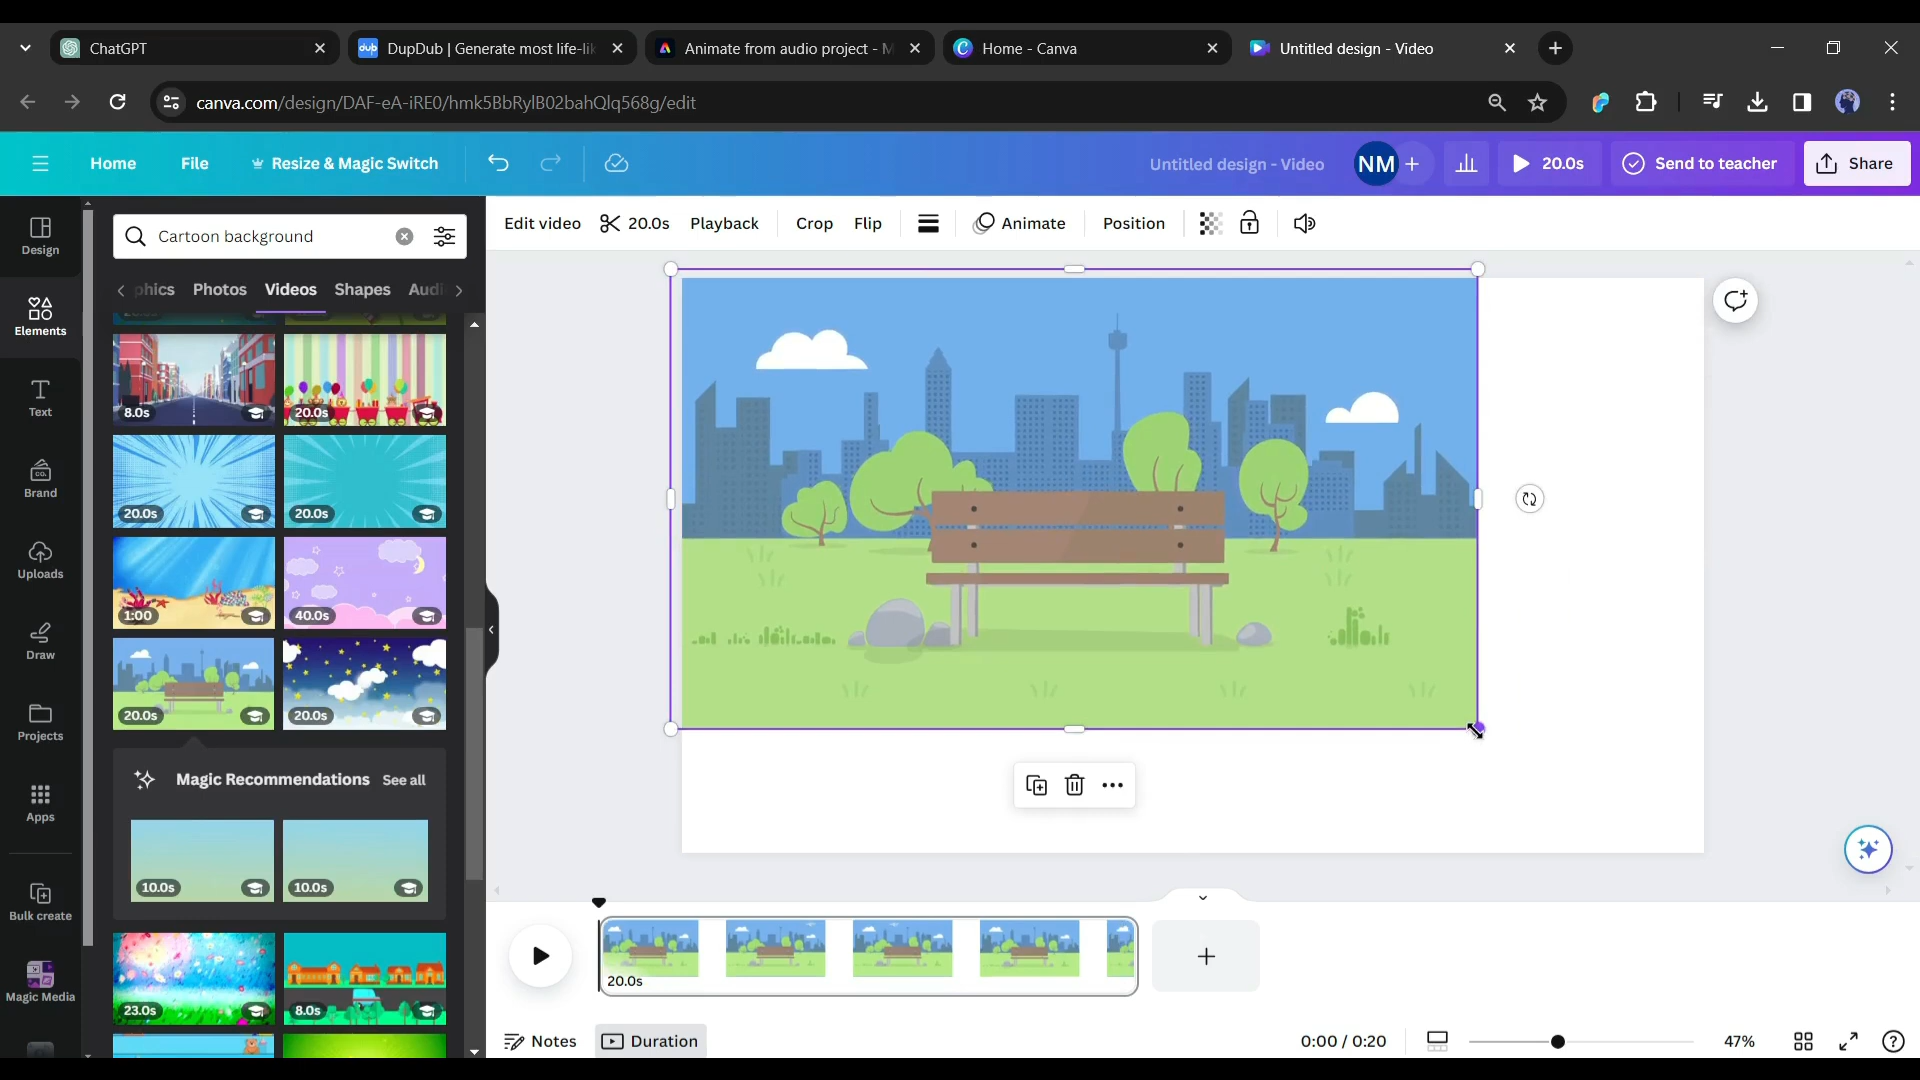 ChatGPT
DupDub | Generate most life-lik
Animate from audio project - M
Home - Canva
Untitled design - Video
canva.com/design/DAF-eA-iRE0/hmk5BbRylB02bahQlq568g/edit
Home
File
Resize & Magic Switch
Untitled design - Video
NM
20.0s
Send to teacher
Share
Design
Elements
Text
Brand
Uploads
Draw
Projects
Apps
Bulk create
Magic Media
Cartoon background
phics
Photos
Videos
Shapes
Audi
8.0s
20.0s
20.0s
20.0s
1:00
40.0s
20.0s
20.0s
Magic Recommendations
See all
10.0s
10.0s
23.0s
8.0s
Edit video
20.0s
Playback
Crop
Flip
Animate
Position
20.0s
Notes
Duration
0:00 / 0:20
47%